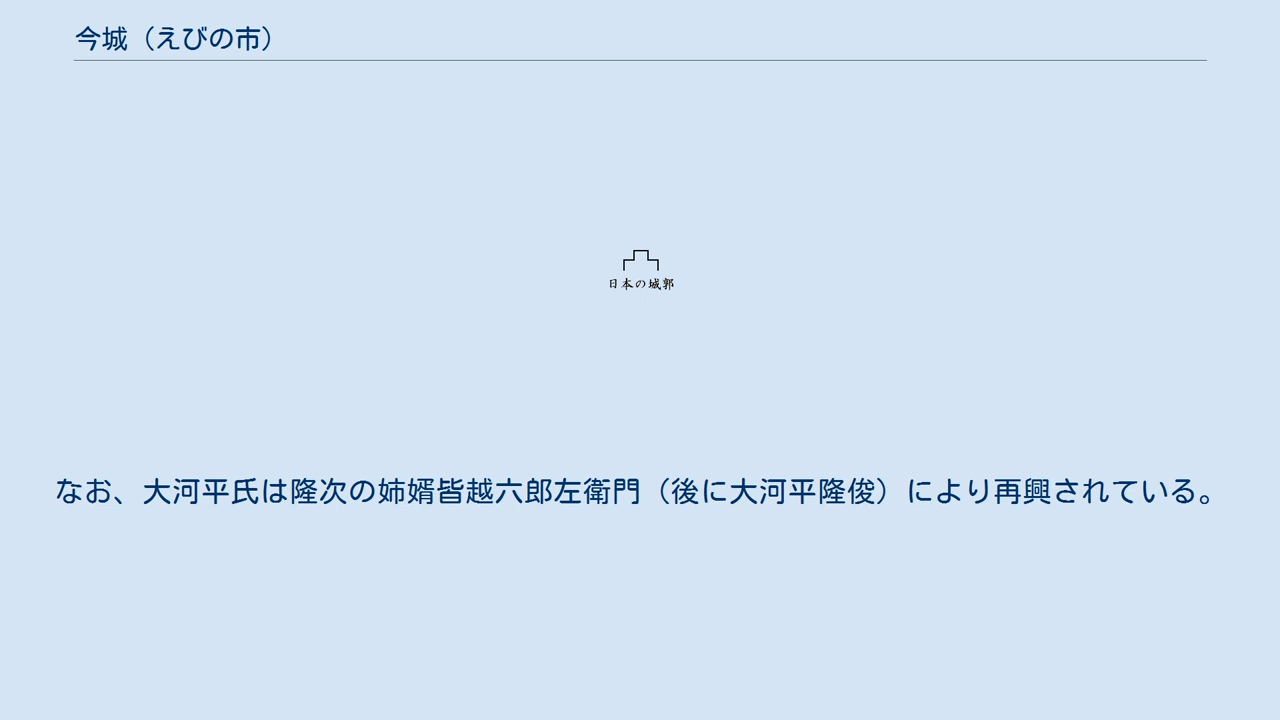 今城（えびの市）
日本の城郭
なお、大河平氏は隆次の姉婿皆越六郎左衛門（後に大河平隆俊）により再興されている。